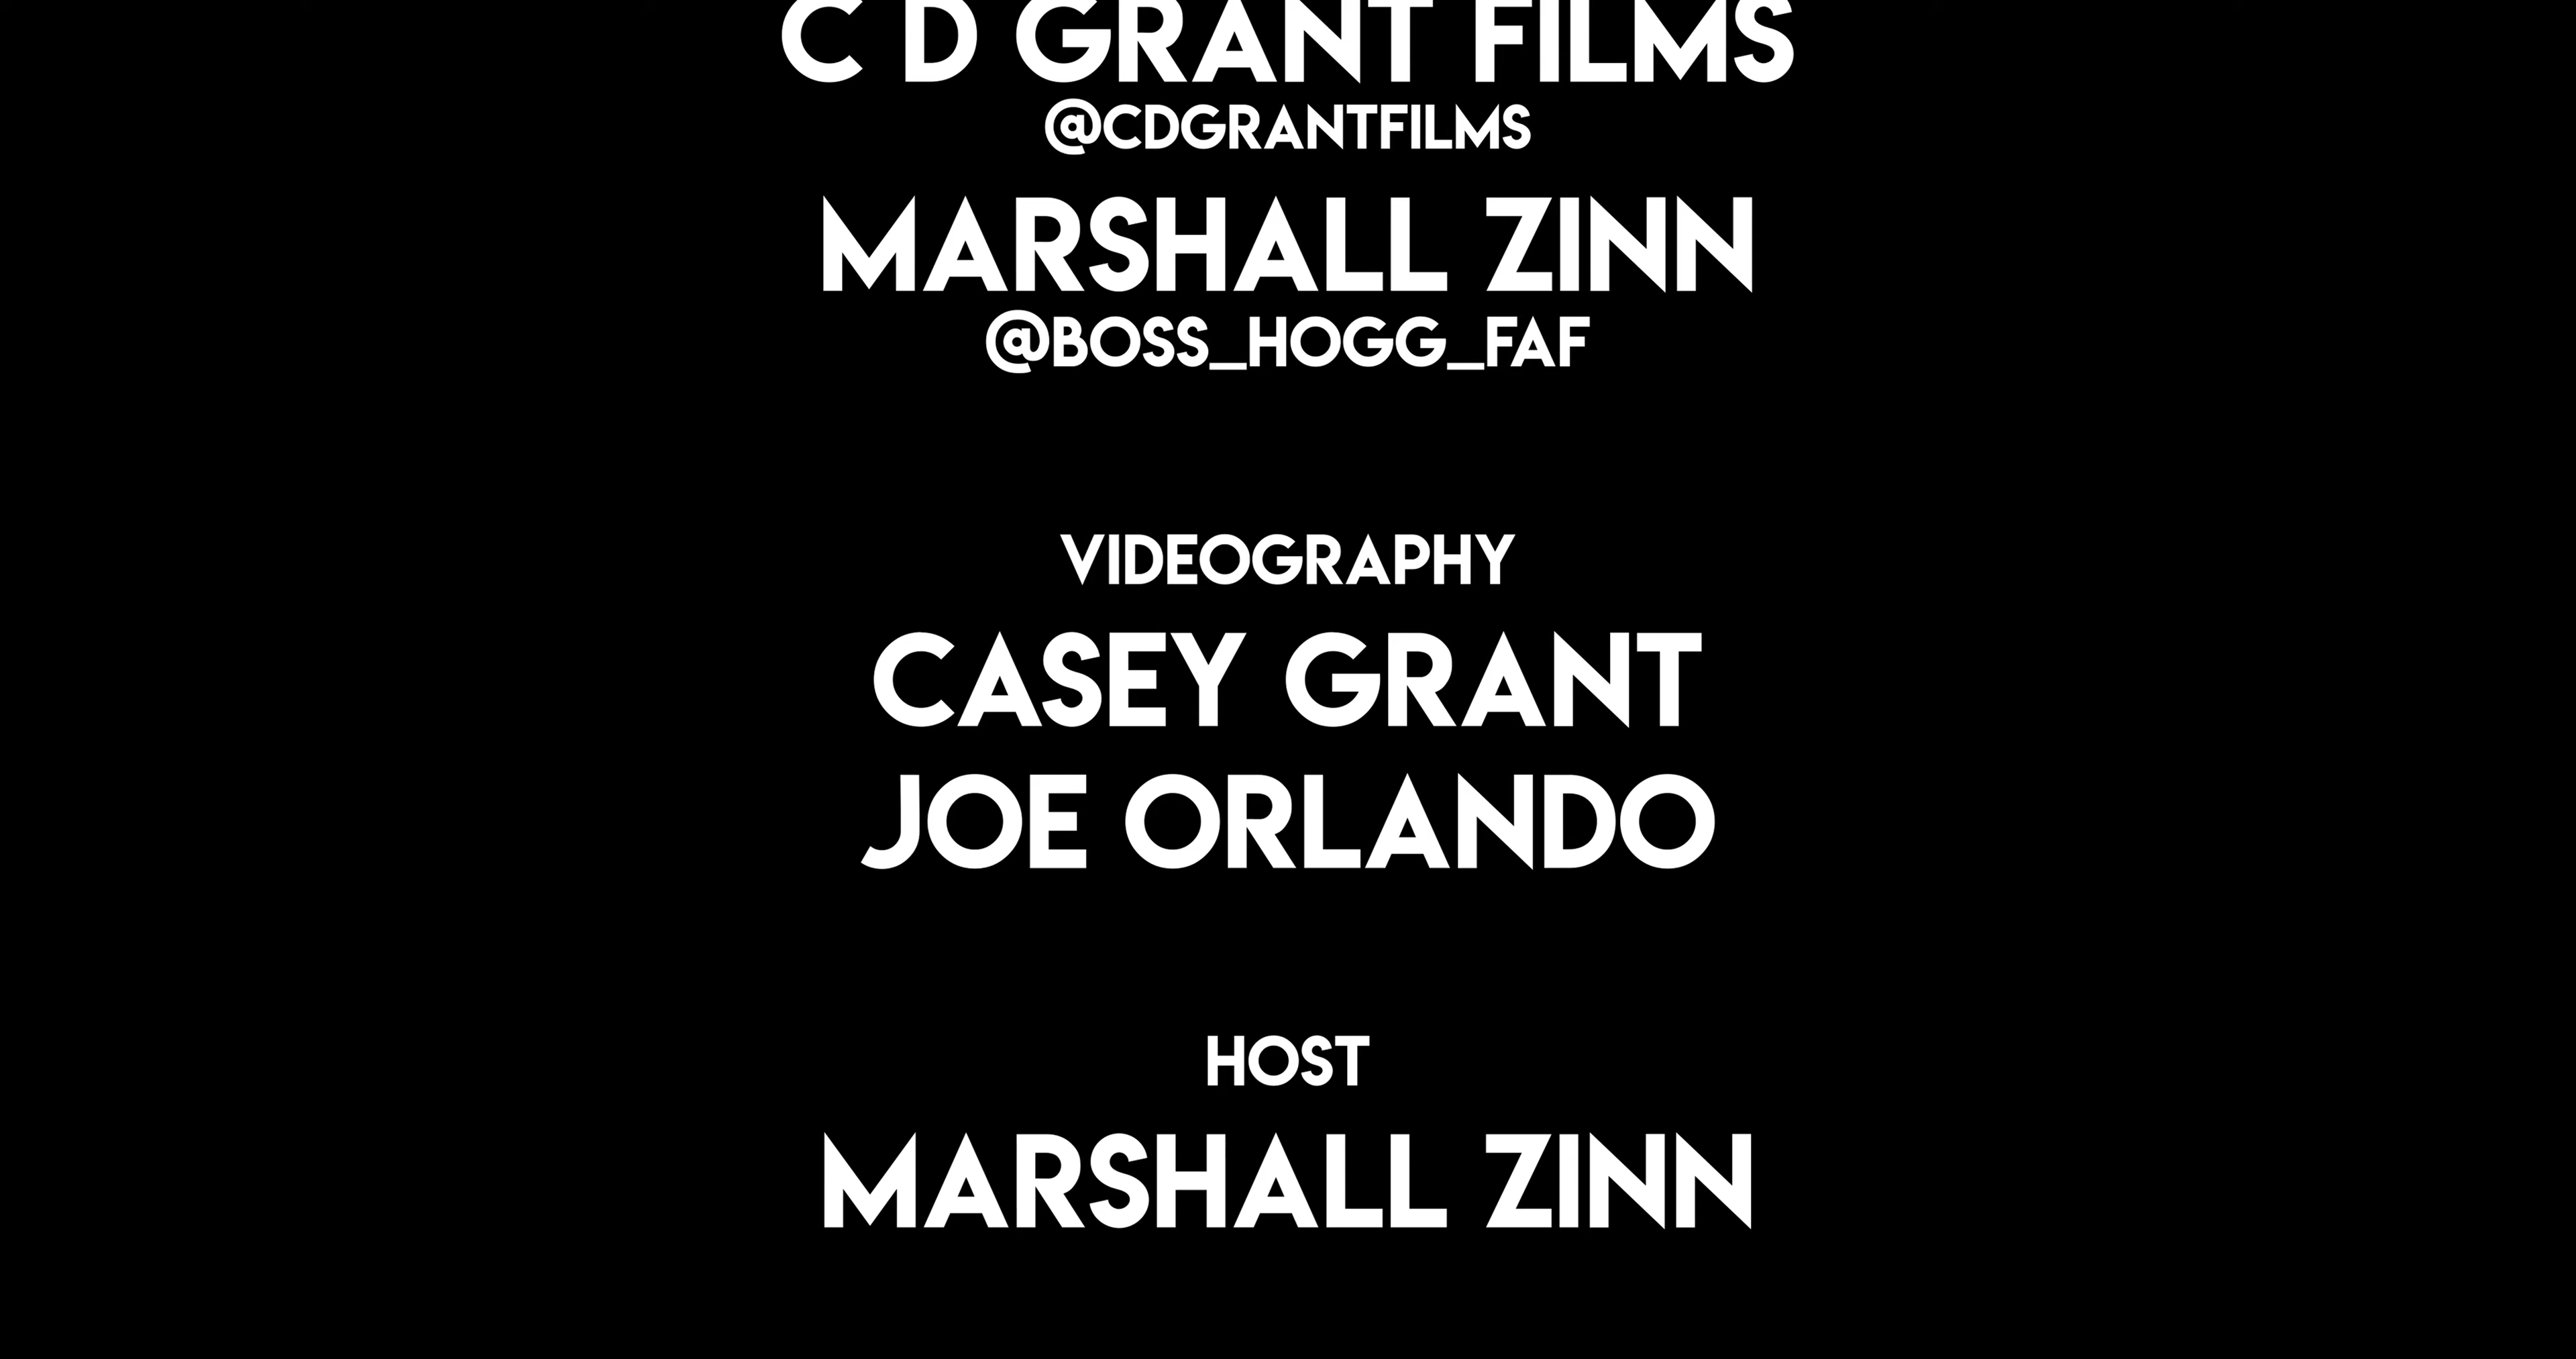 C D GRANT FILMS
@CDGRANTFILMS
MARSHALL ZINN
@BOSS_HOGG_FAF
VIDEOGRAPHY
CASEY GRANT
JOE ORLANDO
HOST
MARSHALL ZINN